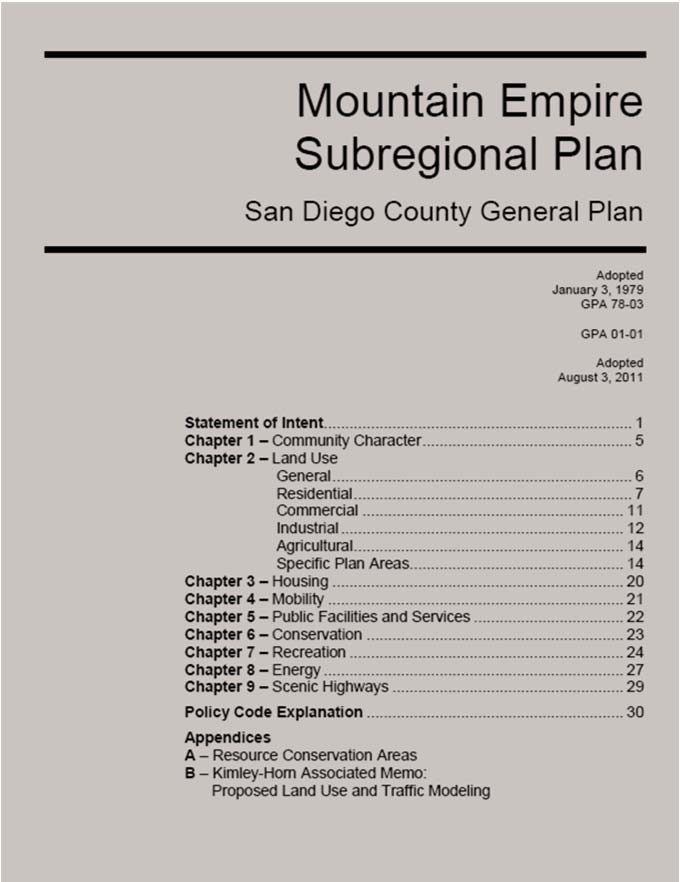 Mountain Empire
Subregional Plan
San Diego County General Plan
Adopted
January 3, 1979
GPA 78-03
GPA 01-01
Adopted
August 3, 2011
Statement of Intent........................................................................ 1
Chapter 1 – Community Character................................................ 5
Chapter 2 – Land Use
General..................................................................... 6
Residential................................................................ 7
Commercial ............................................................. 11
Industrial .................................................................. 12
Agricultural............................................................... 14
Specific Plan Areas................................................. 14
Chapter 3 – Housing ................................................................... 20
Chapter 4 – Mobility .................................................................... 21
Chapter 5 – Public Facilities and Services .................................. 22
Chapter 6 – Conservation ........................................................... 23
Chapter 7 – Recreation ............................................................... 24
Chapter 8 – Energy ..................................................................... 27
Chapter 9 – Scenic Highways ..................................................... 29
Policy Code Explanation ........................................................... 30
Appendices
A – Resource Conservation Areas
B – Kimley-Horn Associated Memo:
Proposed Land Use and Traffic Modeling